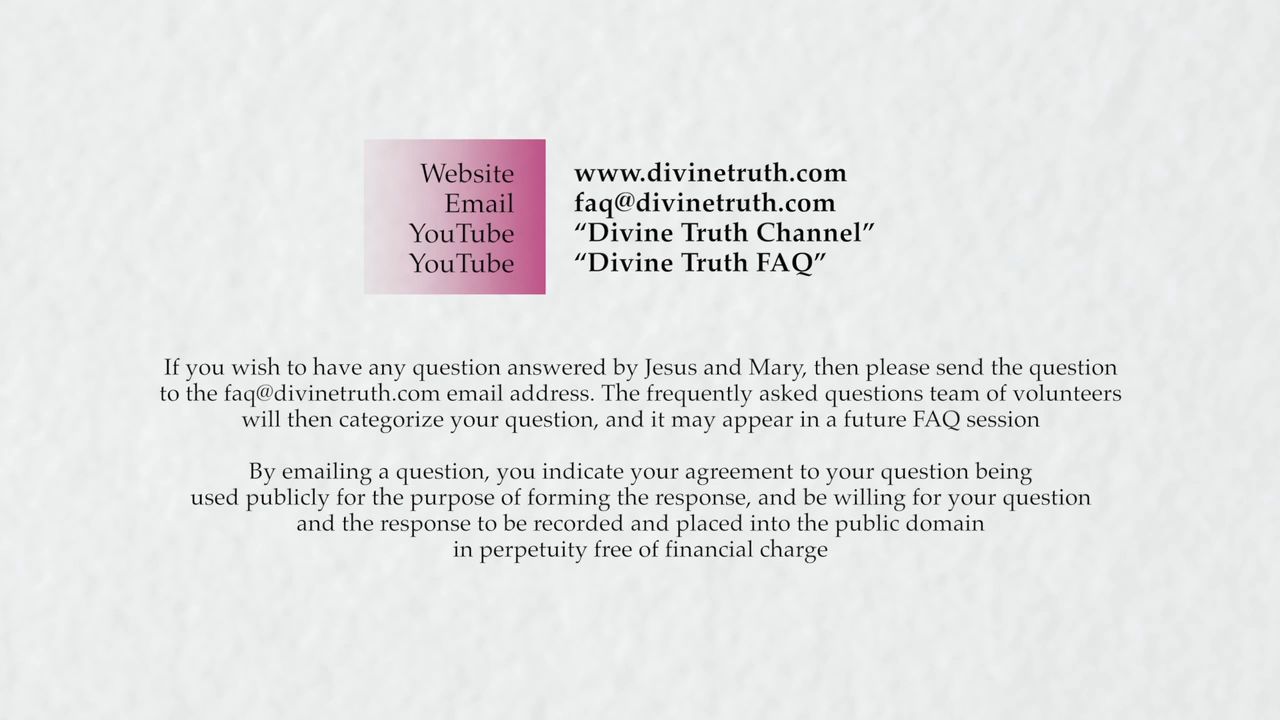 Website www.divinetruth.com
Email faq@divinetruth.com
YouTube “Divine Truth Channel”
YouTube “Divine Truth FAQ”
If you wish to have any question answered by Jesus and Mary, then please send the question
to the faq@divinetruth.com email address. The frequently asked questions team of volunteers
will then categorize your question, and it may appear in a future FAQ session
By emailing a question, you indicate your agreement to your question being
used publicly for the purpose of forming the response, and be willing for your question
and the response to be recorded and placed into the public domain
in perpetuity free of financial charge